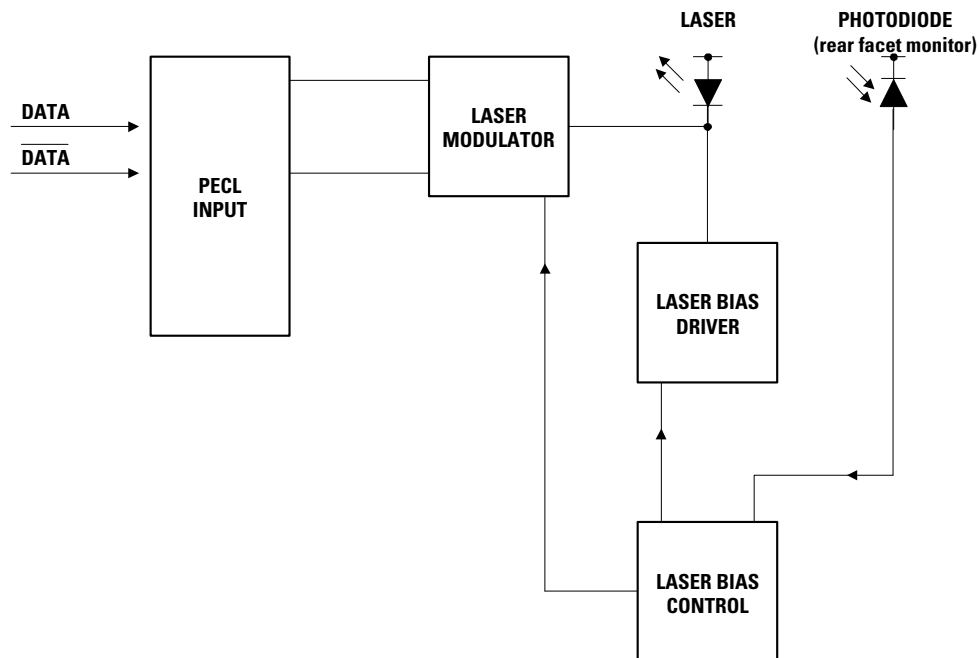 LASER
PHOTODIODE
(rear facet monitor)
DATA
DATA
PECL
INPUT
LASER
MODULATOR
LASER BIAS
DRIVER
LASER BIAS
CONTROL